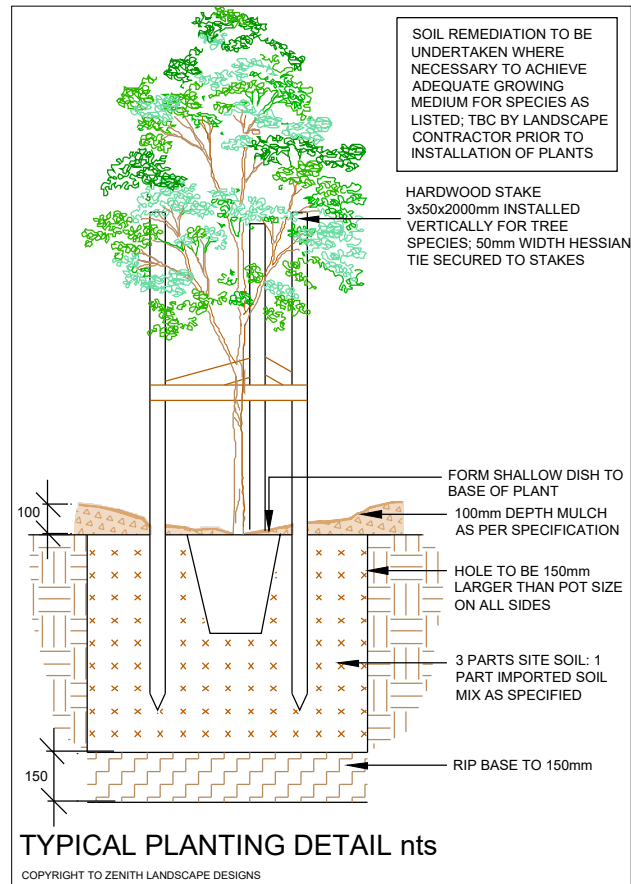 SOIL REMEDIATION TO BE
UNDERTAKEN WHERE
NECESSARY TO ACHIEVE
ADEQUATE GROWING
MEDIUM FOR SPECIES AS
LISTED; TBC BY LANDSCAPE
CONTRACTOR PRIOR TO
INSTALLATION OF PLANTS
HARDWOOD STAKE
3x50x2000mm INSTALLED
VERTICALLY FOR TREE
SPECIES; 50mm WIDTH HESSIAN
TIE SECURED TO STAKES
FORM SHALLOW DISH TO
BASE OF PLANT
100
100mm DEPTH MULCH
AS PER SPECIFICATION
HOLE TO BE 150mm
LARGER THAN POT SIZE
ON ALL SIDES
3 PARTS SITE SOIL: 1
PART IMPORTED SOIL
MIX AS SPECIFIED
150
RIP BASE TO 150mm
TYPICAL PLANTING DETAIL nts
COPYRIGHT TO ZENITH LANDSCAPE DESIGNS